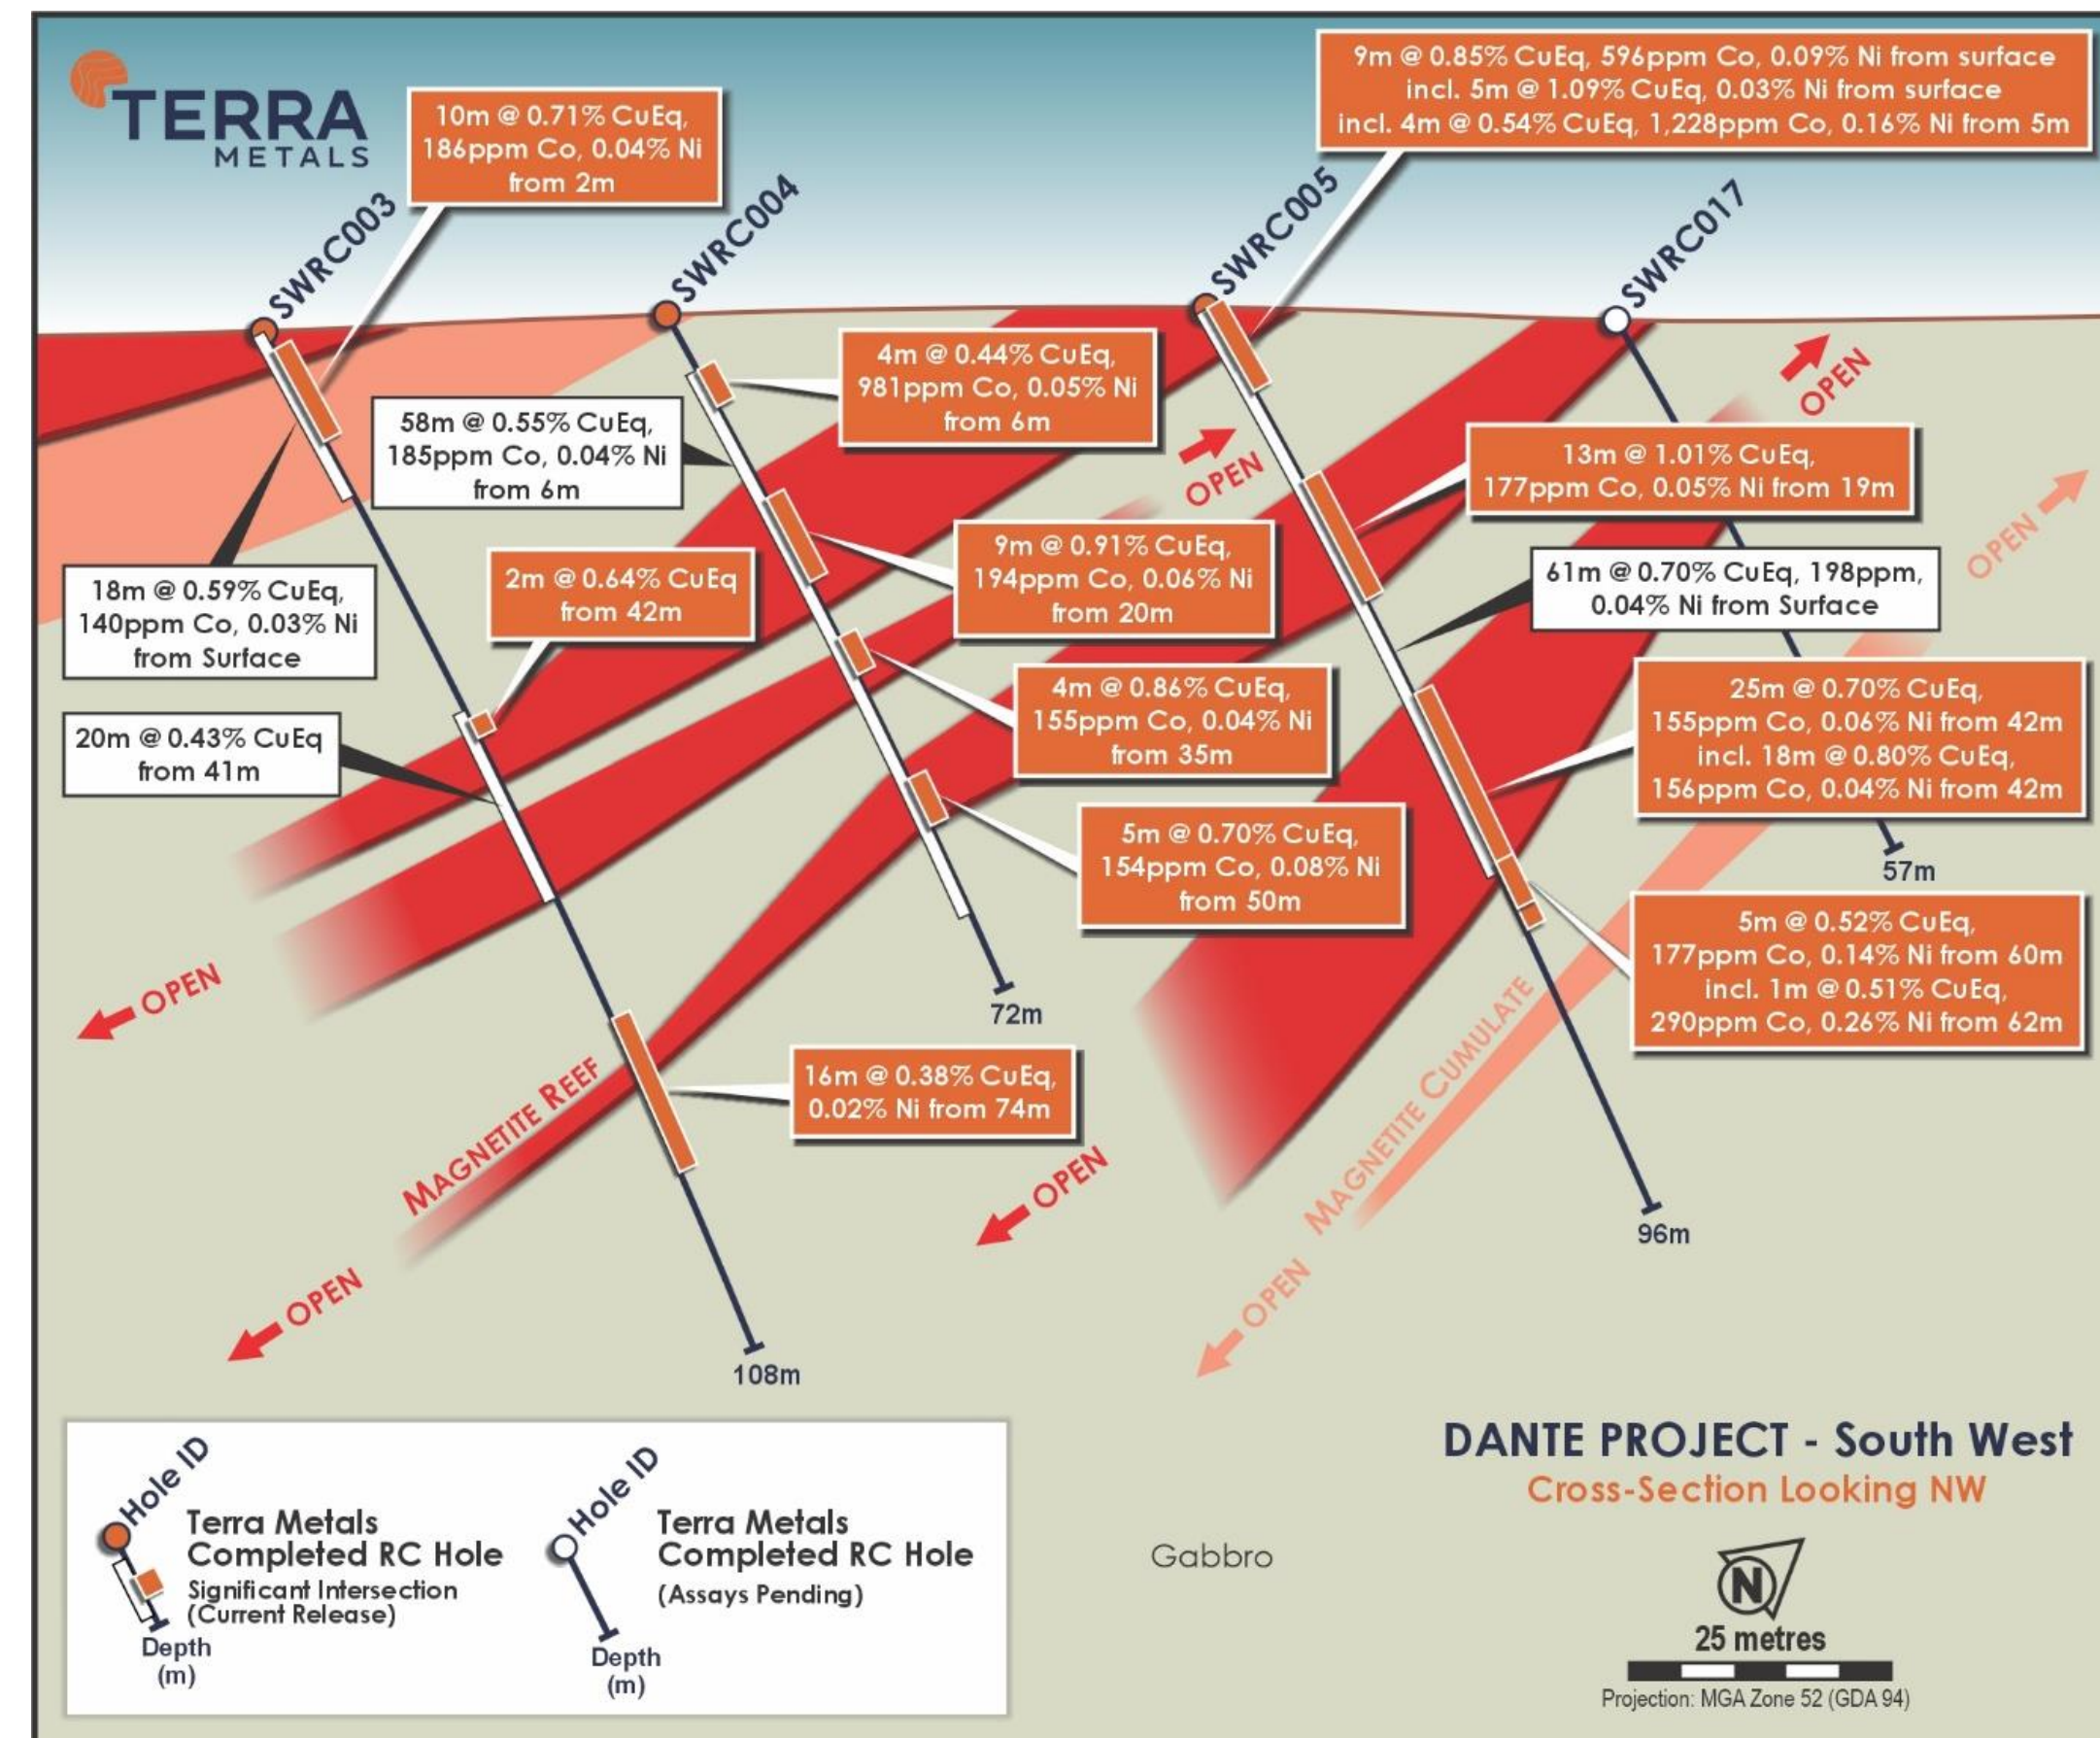 TERRA
METALS
SWRC003
SWRC004
SWRC005
SWRC017
10m @ 0.71% CuEq,
186ppm Co, 0.04% Ni
from 2m
9m @ 0.85% CuEq, 596ppm Co, 0.09% Ni from surface
incl. 5m @ 1.09% CuEq, 0.03% Ni from surface
incl. 4m @ 0.54% CuEq, 1,228ppm Co, 0.16% Ni from 5m
4m @ 0.44% CuEq,
981ppm Co, 0.05% Ni
from 6m
58m @ 0.55% CuEq,
185ppm Co, 0.04% Ni
from 6m
OPEN
OPEN
OPEN
13m @ 1.01% CuEq,
177ppm Co, 0.05% Ni from 19m
9m @ 0.91% CuEq,
194ppm Co, 0.06% Ni
from 20m
2m @ 0.64% CuEq
from 42m
18m @ 0.59% CuEq,
140ppm Co, 0.03% Ni
from Surface
61m @ 0.70% CuEq, 198ppm,
0.04% Ni from Surface
4m @ 0.86% CuEq,
155ppm Co, 0.04% Ni
from 35m
25m @ 0.70% CuEq,
155ppm Co, 0.06% Ni from 42m
incl. 18m @ 0.80% CuEq,
156ppm Co, 0.04% Ni from 42m
20m @ 0.43% CuEq
from 41m
5m @ 0.70% CuEq,
154ppm Co, 0.08% Ni
from 50m
57m
5m @ 0.52% CuEq,
177ppm Co, 0.14% Ni from 60m
incl. 1m @ 0.51% CuEq,
290ppm Co, 0.26% Ni from 62m
OPEN
72m
16m @ 0.38% CuEq,
0.02% Ni from 74m
MAGNETITE REEF
MAGNETITE CUMULATE
OPEN
OPEN
OPEN
96m
108m
Hole ID
Terra Metals
Completed RC Hole
Significant Intersection
(Current Release)
Depth
(m)
Hole ID
Terra Metals
Completed RC Hole
(Assays Pending)
Depth
(m)
Gabbro
DANTE PROJECT - South West
Cross-Section Looking NW
N
25 metres
Projection: MGA Zone 52 (GDA 94)